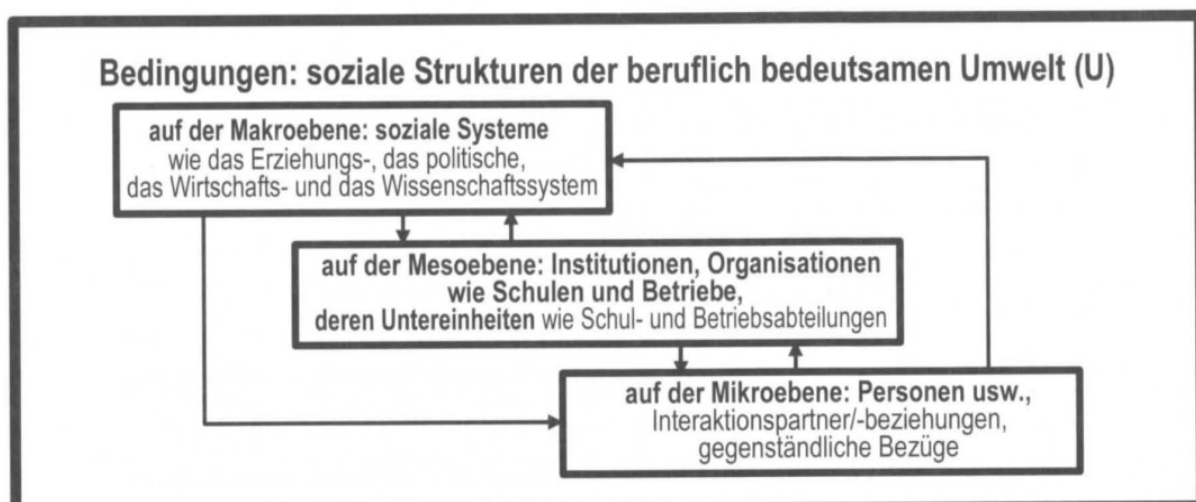 Bedingungen: soziale Strukturen der beruflich bedeutsamen Umwelt (U)
auf der Makroebene: soziale Systeme
wie das Erziehungs-, das politische,
das Wirtschafts- und das Wissenschaftssystem
auf der Mesoebene: Institutionen, Organisationen
wie Schulen und Betriebe,
deren Untereinheiten wie Schul- und Betriebsabteilungen
auf der Mikroebene: Personen usw.,
Interaktionspartner/-beziehungen,
gegenständliche Bezüge